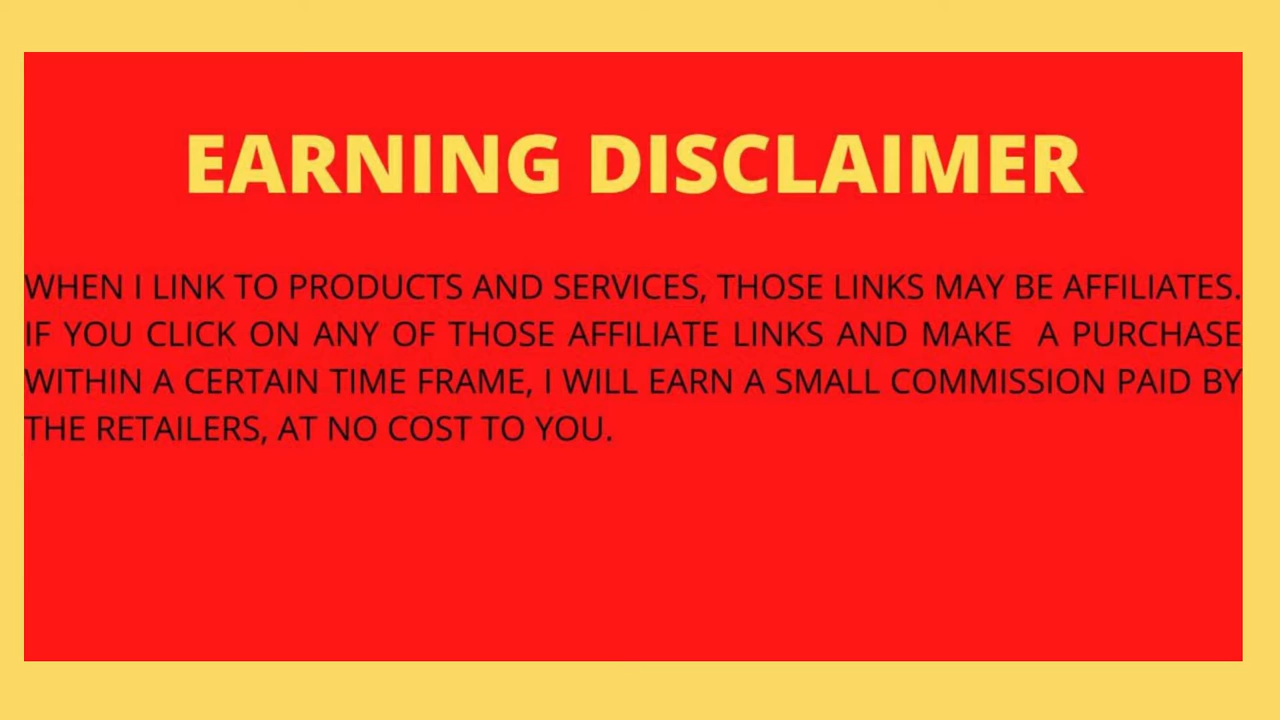 EARNING DISCLAIMER
WHEN I LINK TO PRODUCTS AND SERVICES, THOSE LINKS MAY BE AFFILIATES.
IF YOU CLICK ON ANY OF THOSE AFFILIATE LINKS AND MAKE A PURCHASE
WITHIN A CERTAIN TIME FRAME, I WILL EARN A SMALL COMMISSION PAID BY
THE RETAILERS, AT NO COST TO YOU.